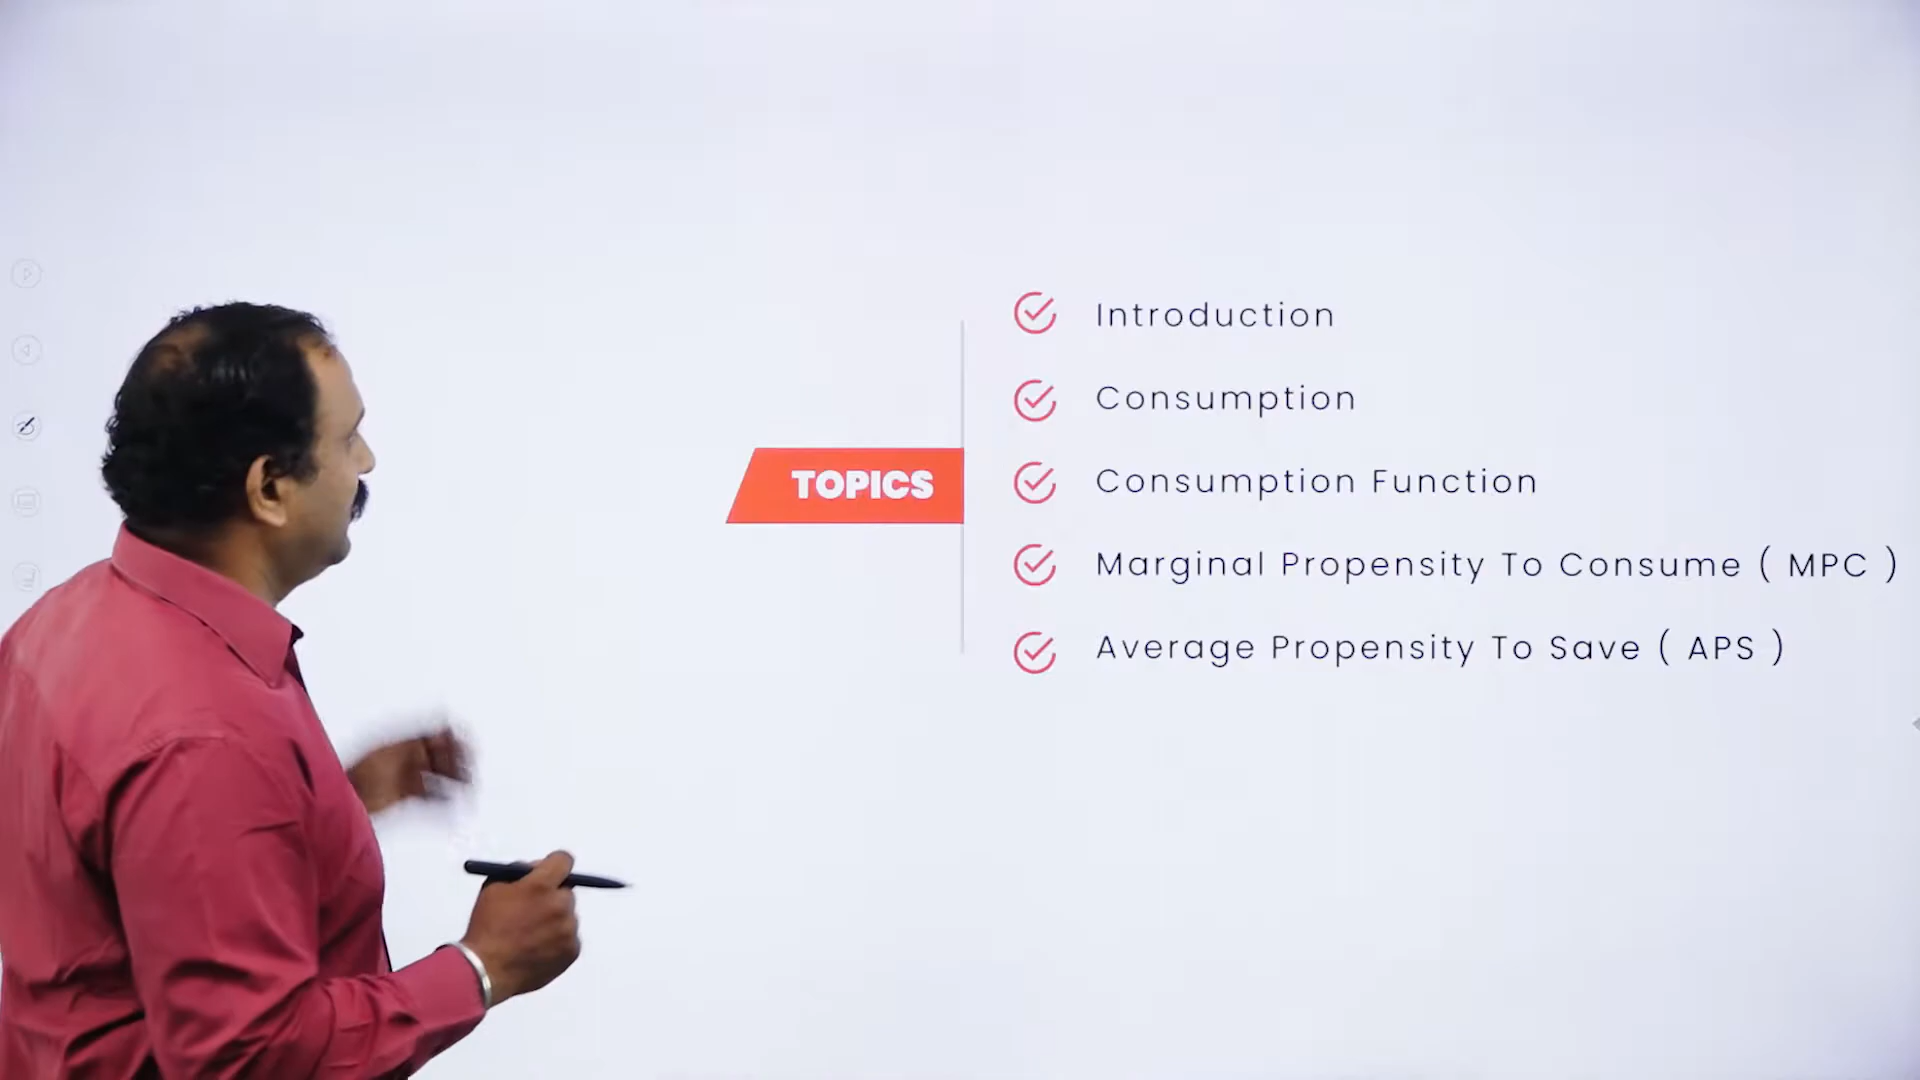 TOPICS
Introduction
Consumption
Consumption Function
Marginal Propensity To Consume ( MPC )
Average Propensity To Save ( APS )